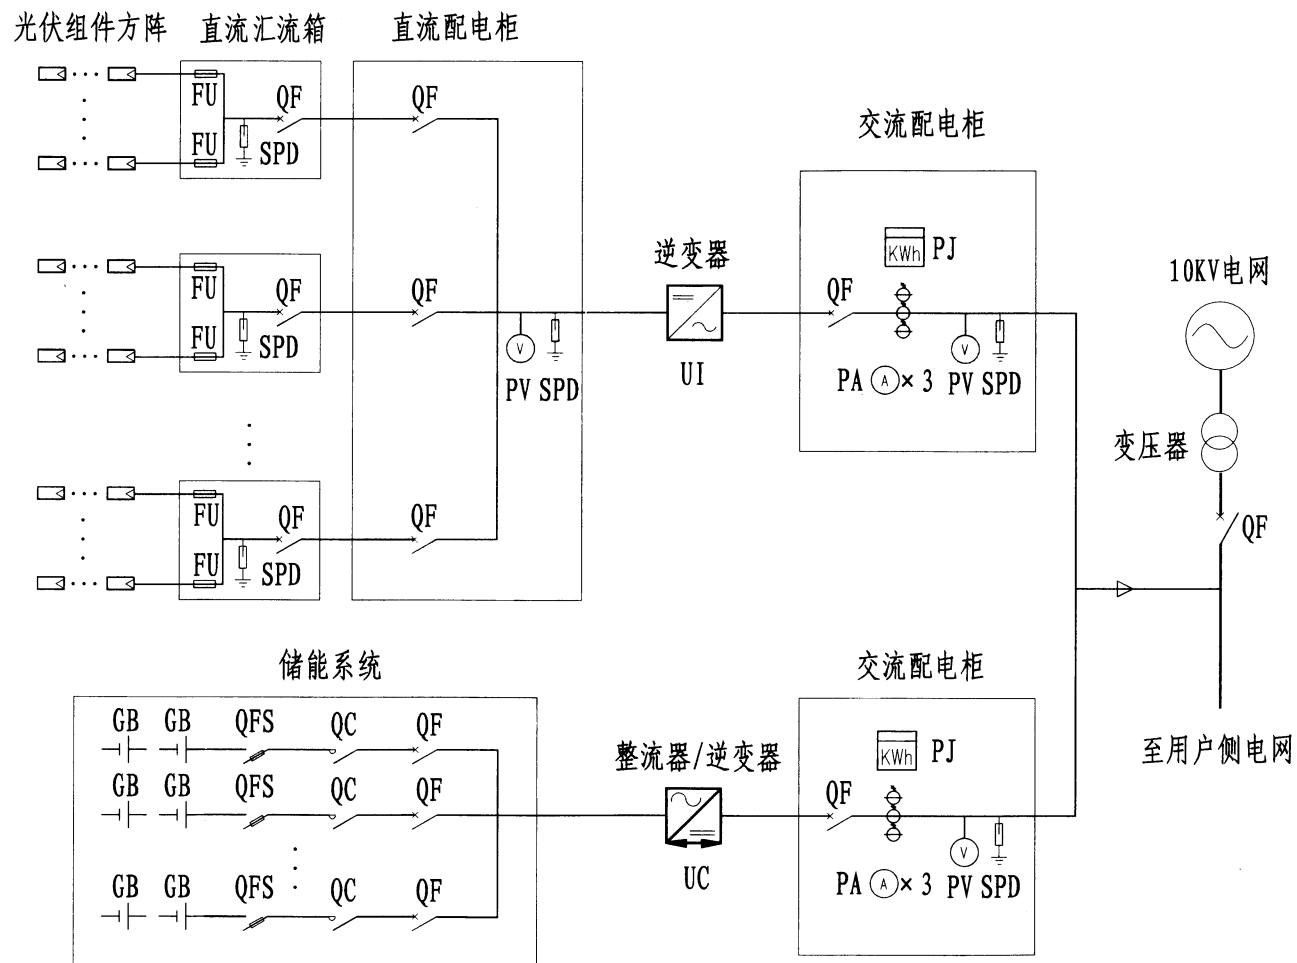 光伏组件方阵 直流汇流箱 直流配电柜
FU QF QF
FU SPD
交流配电柜
FU QF QF
FU SPD
PV SPD
V
逆变器
UI
KWh PJ
QF
PA A × 3 PV SPD
V
10KV电网
变压器
QF
FU QF QF
FU SPD
储能系统
GB GB QFS QC QF
GB GB QFS QC QF
GB GB QFS QC QF
整流器/逆变器
UC
交流配电柜
KWh PJ
QF
PA A × 3 PV SPD
V
至用户侧电网